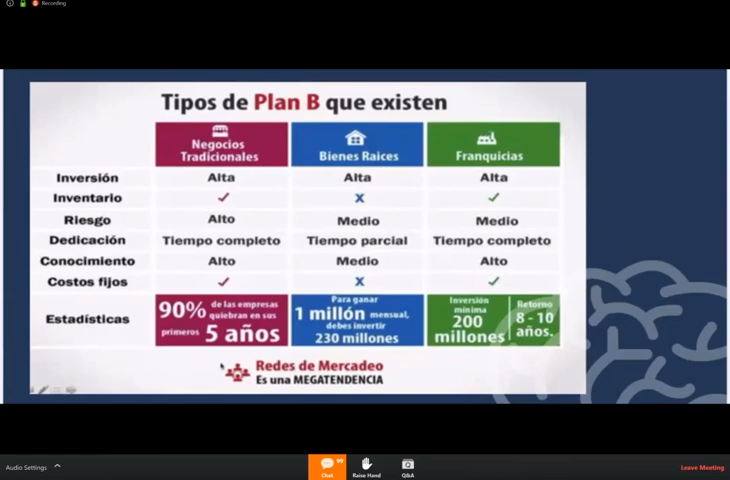 Recording
Tipos de Plan B que existen
Negocios
Tradicionales
Bienes Raices
Franquicias
Inversión Alta Alta Alta
Inventario ✓ X ✓
Riesgo Alto Medio Medio
Dedicación Tiempo completo Tiempo parcial Tiempo completo
Conocimiento Alto Medio Alto
Costos fijos ✓ X ✓
Estadísticas
90% de las empresas
quiebran en sus
primeros 5 años
Para ganar
1 millón mensual,
debes invertir
230 millones
Inversión
mínima
200
millones
Retorno
8 - 10
años.
Redes de Mercadeo
Es una MEGATENDENCIA
Audio Settings
99
Chat
Raise Hand
Q&A
Leave Meeting